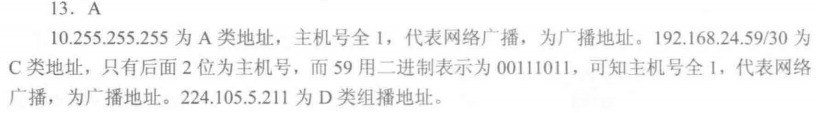 13．A
10.255.255.255 为 A 类地址，主机号全 1，代表网络广播，为广播地址。192.168.24.59/30 为
C 类地址，只有后面 2 位为主机号，而 59 用二进制表示为 00111011，可知主机号全 1，代表网络
广播，为广播地址。224.105.5.211 为 D 类组播地址。